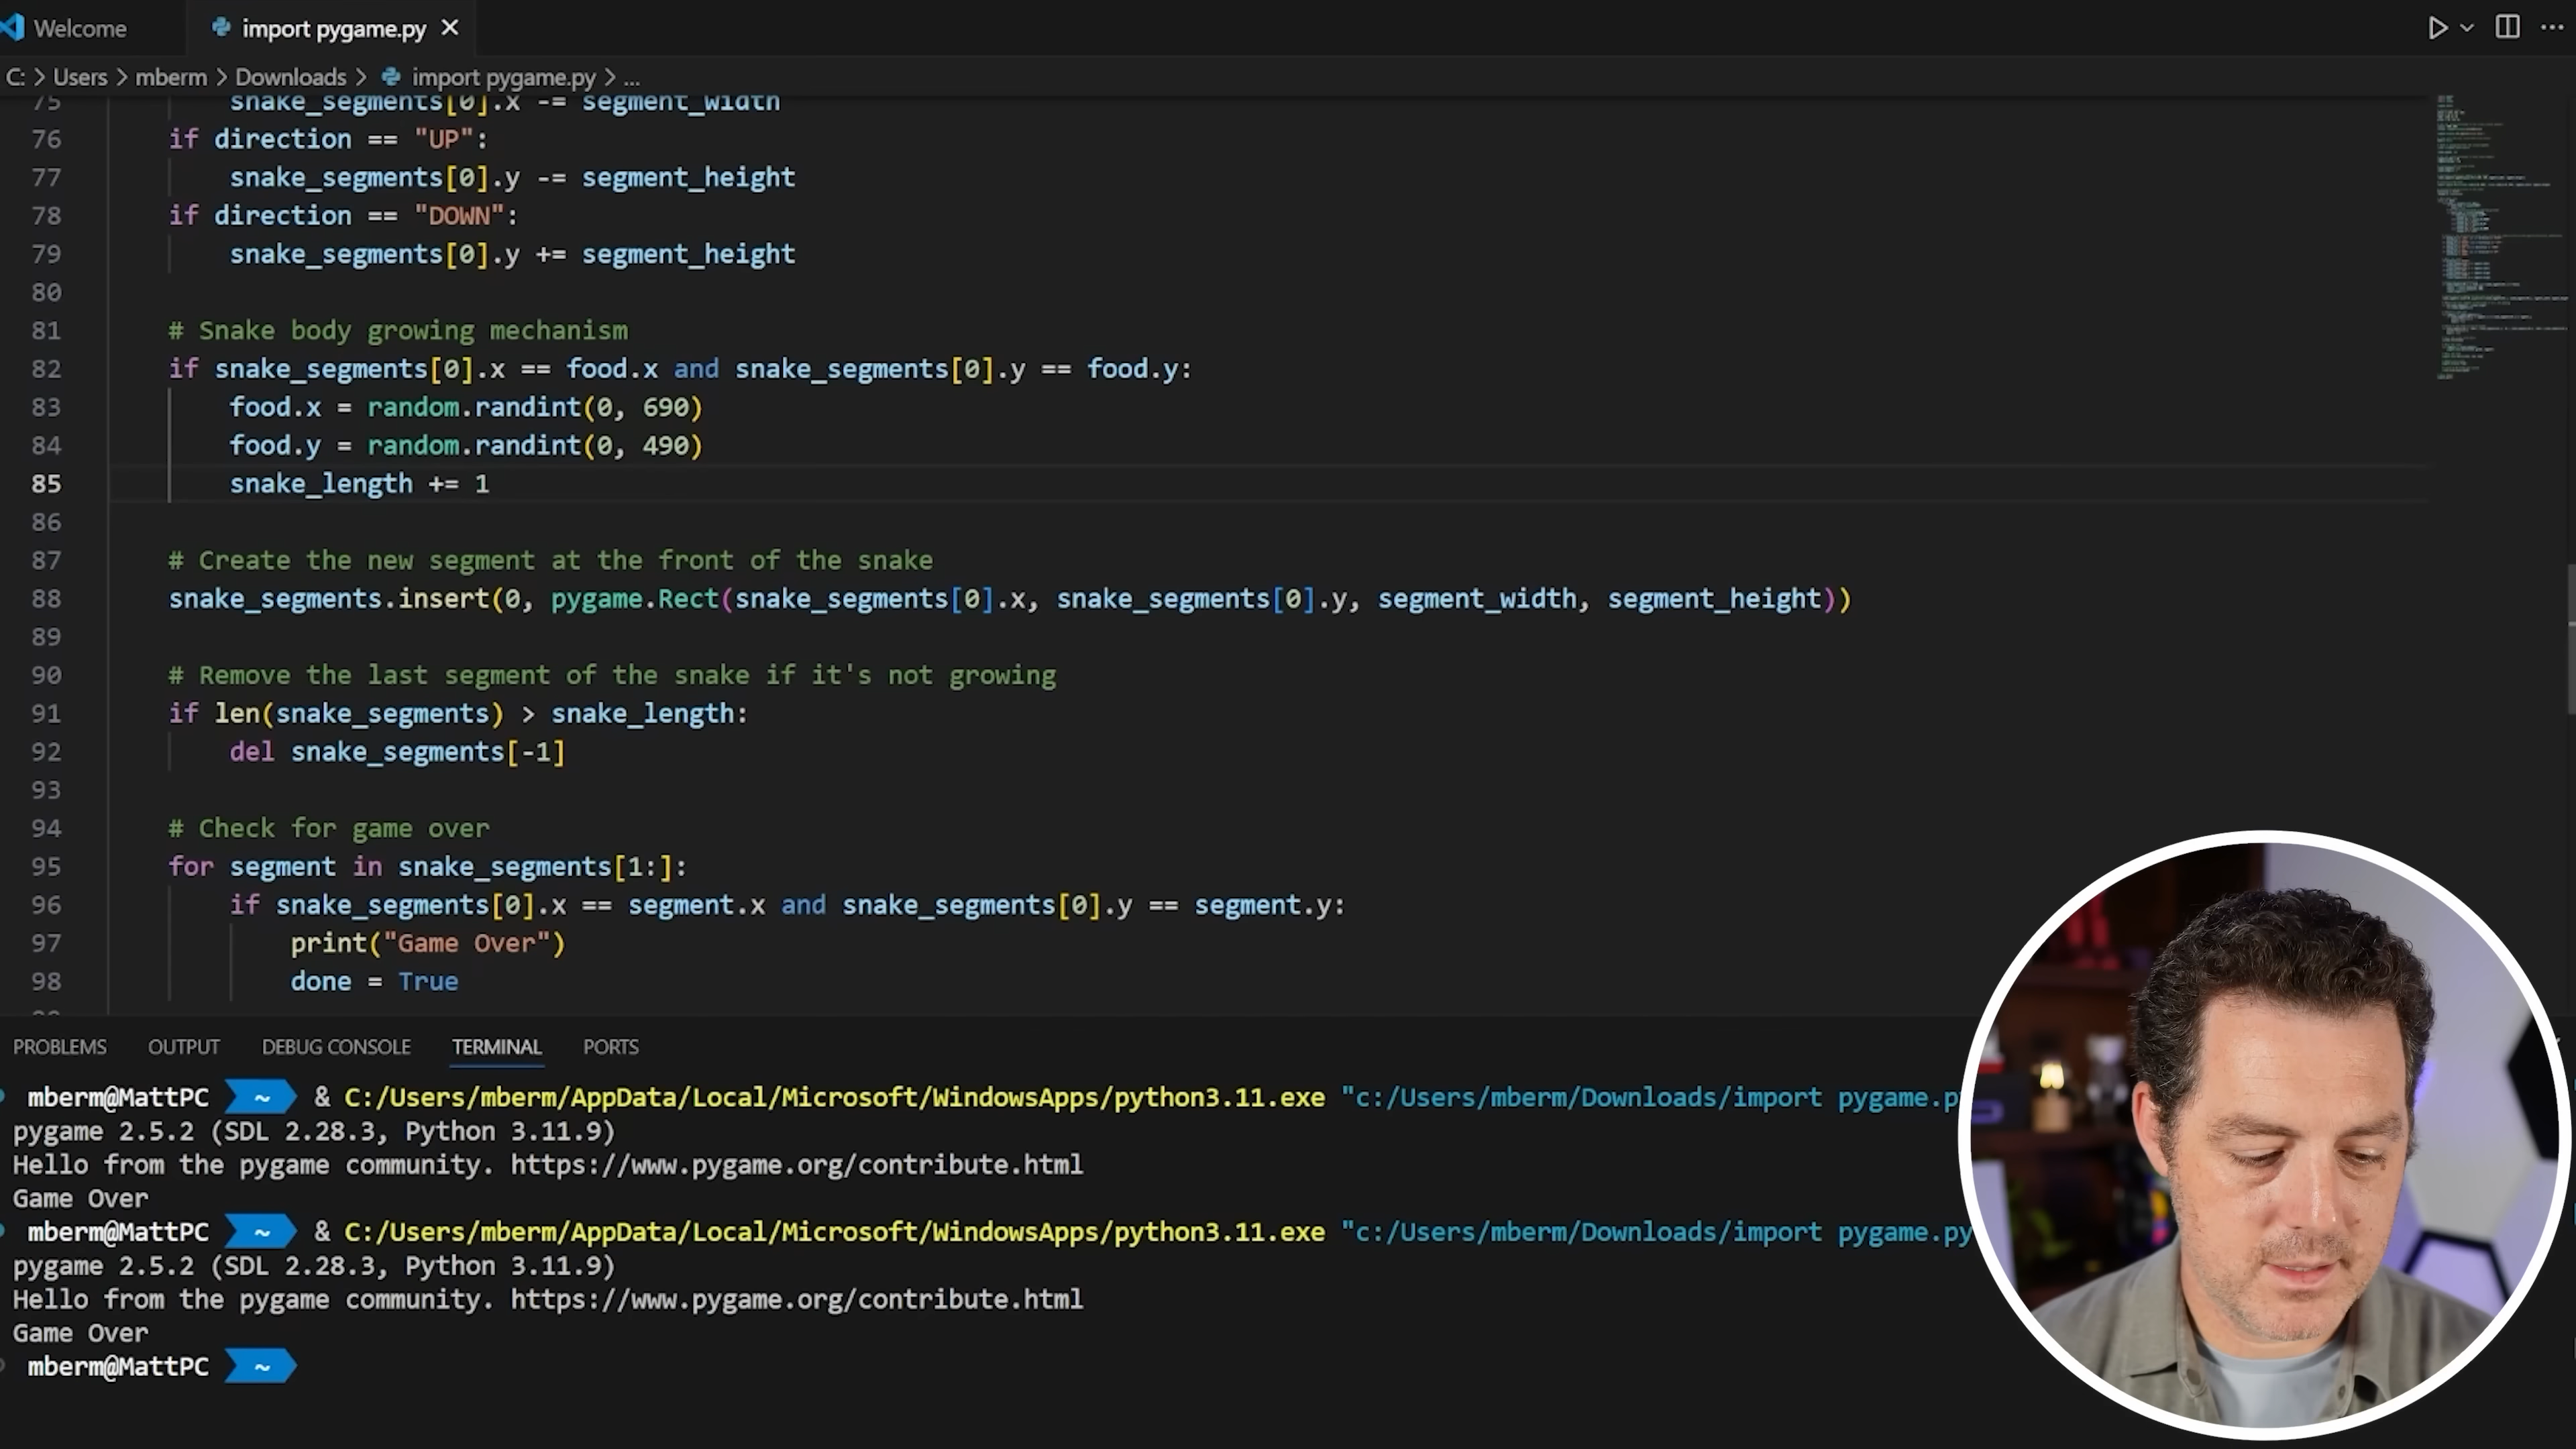 Welcome
import pygame.py
C: > Users > mberm > Downloads > import pygame.py > ...
75 snake_segments[0].x -= segment_width
76 if direction == "UP":
77 snake_segments[0].y -= segment_height
78 if direction == "DOWN":
79 snake_segments[0].y += segment_height
80
81 # Snake body growing mechanism
82 if snake_segments[0].x == food.x and snake_segments[0].y == food.y:
83 food.x = random.randint(0, 690)
84 food.y = random.randint(0, 490)
85 snake_length += 1
86
87 # Create the new segment at the front of the snake
88 snake_segments.insert(0, pygame.Rect(snake_segments[0].x, snake_segments[0].y, segment_width, segment_height))
89
90 # Remove the last segment of the snake if it's not growing
91 if len(snake_segments) > snake_length:
92 del snake_segments[-1]
93
94 # Check for game over
95 for segment in snake_segments[1:]:
96 if snake_segments[0].x == segment.x and snake_segments[0].y == segment.y:
97 print("Game Over")
98 done = True
PROBLEMS OUTPUT DEBUG CONSOLE TERMINAL PORTS
mberm@MattPC ~ & C:/Users/mberm/AppData/Local/Microsoft/WindowsApps/python3.11.exe "c:/Users/mberm/Downloads/import pygame.p
pygame 2.5.2 (SDL 2.28.3, Python 3.11.9)
Hello from the pygame community. https://www.pygame.org/contribute.html
Game Over
mberm@MattPC ~ & C:/Users/mberm/AppData/Local/Microsoft/WindowsApps/python3.11.exe "c:/Users/mberm/Downloads/import pygame.py
pygame 2.5.2 (SDL 2.28.3, Python 3.11.9)
Hello from the pygame community. https://www.pygame.org/contribute.html
Game Over
mberm@MattPC ~